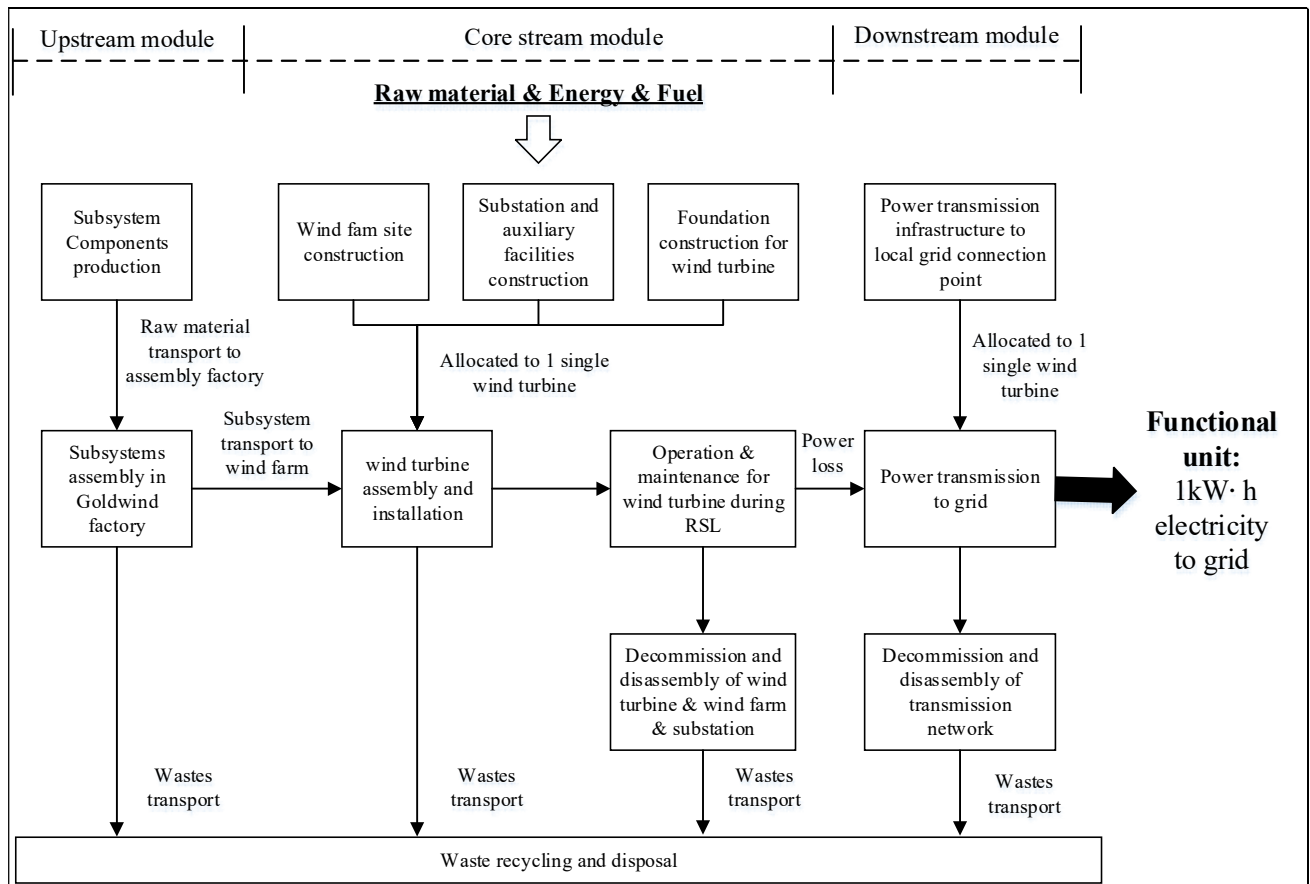 Upstream module
Core stream module
Downstream module
Raw material & Energy & Fuel
Subsystem
Components
production
Wind fam site
construction
Substation and
auxiliary
facilities
construction
Foundation
construction for
wind turbine
Power transmission
infrastructure to
local grid connection
point
Raw material
transport to
assembly factory
Allocated to 1 single
wind turbine
Allocated to 1
single wind
turbine
Subsystems
assembly in
Goldwind
factory
Subsystem
transport to
wind farm
wind turbine
assembly and
installation
Operation &
maintenance for
wind turbine during
RSL
Power
loss
Power transmission
to grid
Functional
unit:
1kW· h
electricity
to grid
Decommission and
disassembly of wind
turbine & wind farm
& substation
Decommission and
disassembly of
transmission
network
Wastes
transport
Wastes
transport
Wastes
transport
Wastes
transport
Waste recycling and disposal